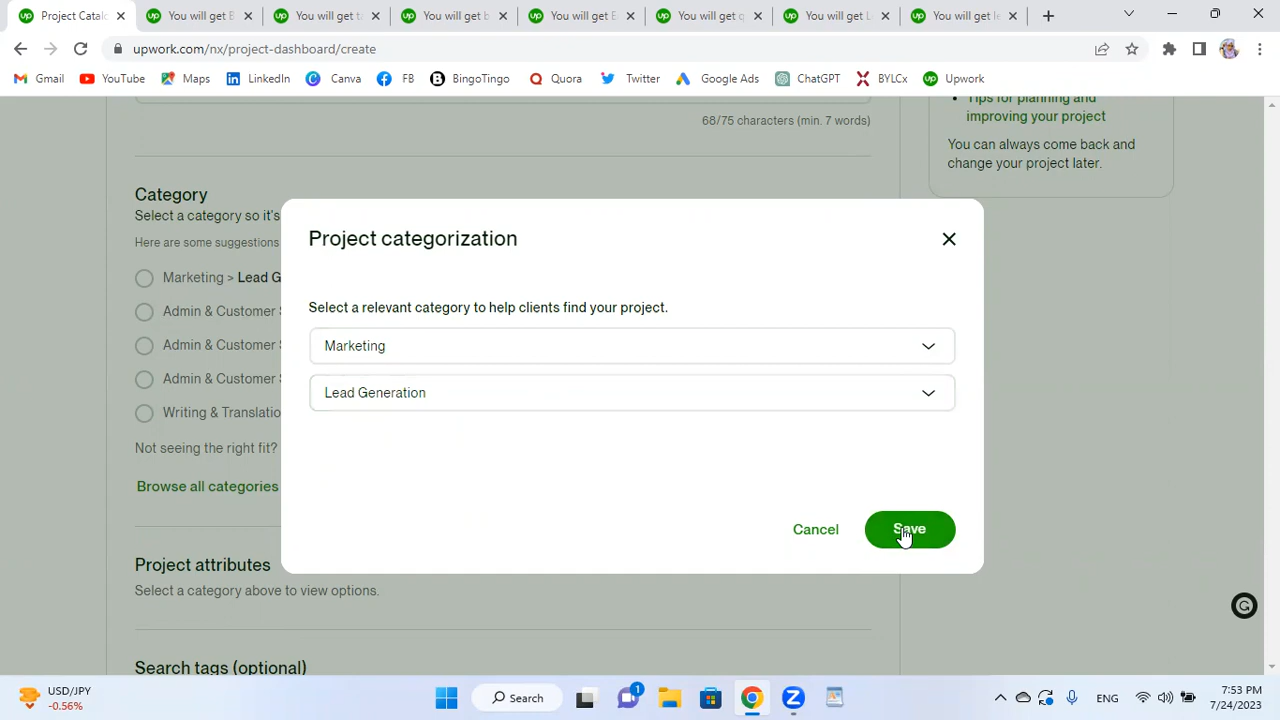 Project Catalo
You will get B
You will get ta
You will get b
You will get E
You will get g
You will get L
You will get le
upwork.com/nx/project-dashboard/create
Gmail
YouTube
Maps
LinkedIn
Canva
FB
BingoTingo
Quora
Twitter
Google Ads
ChatGPT
BYLCx
Upwork
68/75 characters (min. 7 words)
Tips for planning and
improving your project
You can always come back and
change your project later.
Category
Select a category so it's
Here are some suggestions
Marketing > Lead G
Admin & Customer S
Admin & Customer S
Admin & Customer S
Writing & Translatio
Not seeing the right fit?
Browse all categories
Project attributes
Select a category above to view options.
Search tags (optional)
Project categorization
Select a relevant category to help clients find your project.
Marketing
Lead Generation
Cancel
Save
USD/JPY
-0.56%
Search
1
ENG
7:53 PM
7/24/2023